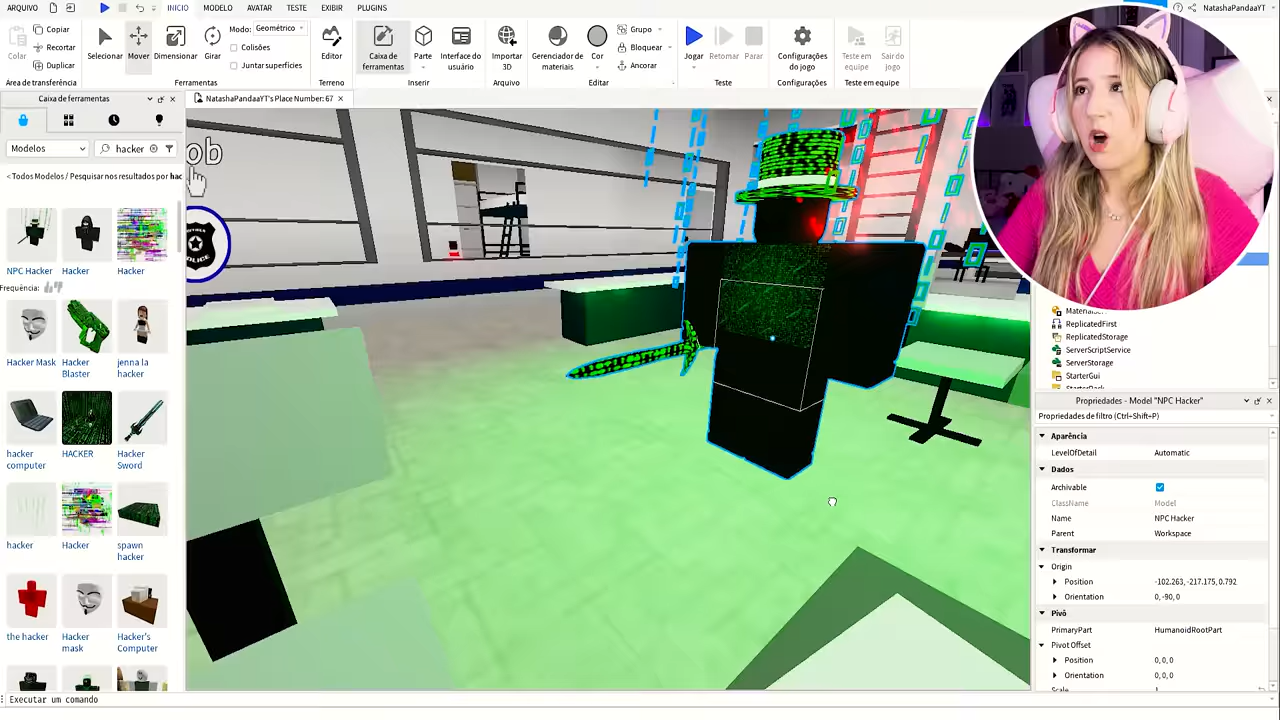 ARQUIVO
INICIO
MODELO
AVATAR
TESTE
EXIBIR
PLUGINS
NatashaPandaaYT
Colar
Copiar
Recortar
Duplicar
Área de transferência
Selecionar
Mover
Dimensionar
Girar
Modo: Geométrico
Colisões
Juntar superfícies
Ferramentas
Editor
Terreno
Caixa de ferramentas
Parte
Interface de usuário
Inserir
Importar 3D
Arquivo
Gerenciador de materiais
Cor
Grupo
Bloquear
Ancorar
Editar
Jogar
Retomar
Parar
Teste
Configurações do jogo
Configurações
Teste em equipe
Sair do jogo
Teste em equipe
Caixa de ferramentas
NatashaPandaaYT's Place Number: 67
Modelos
hacker
< Todos Modelos / Pesquisar nos resultados por hac
NPC Hacker
Hacker
Hacker
Frequência:
Hacker Mask
Hacker Blaster
jenna la hacker
hacker computer
HACKER
Hacker Sword
hacker
Hacker
spawn hacker
the hacker
Hacker mask
Hacker's Computer
ob
POLICE
ReplicatedFirst
ReplicatedStorage
ServerScriptService
ServerStorage
StarterGui
StarterPack
Propriedades - Model "NPC Hacker"
Propriedades de filtro (Ctrl+Shift+P)
Aparência
LevelOfDetail Automatic
Dados
Archivable
ClassName Model
Name NPC Hacker
Parent Workspace
Transformar
Origin
Position -102.263, -217.175, 0.792
Orientation 0, -90, 0
Pivô
PrimaryPart HumanoidRootPart
Pivot Offset
Position 0, 0, 0
Orientation 0, 0, 0
Scale 1
Executar um comando